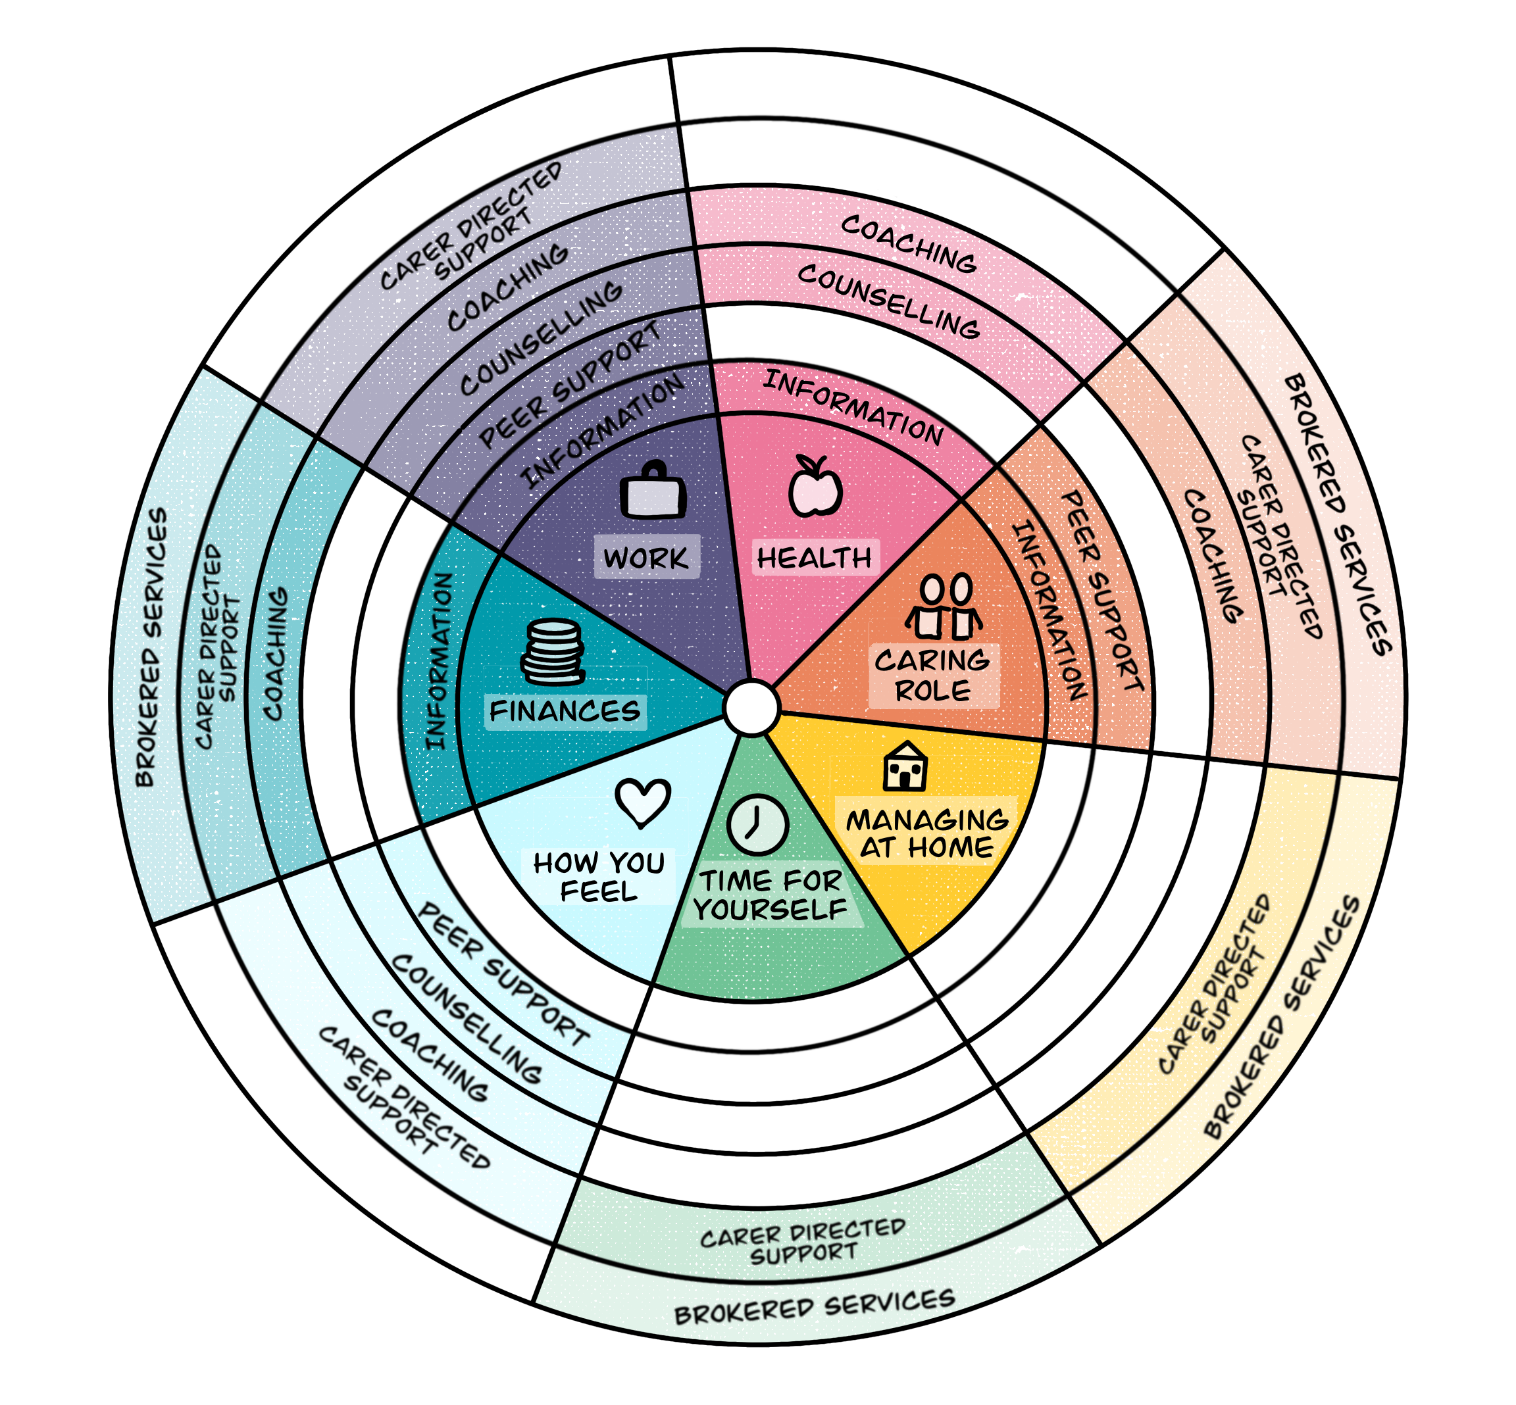 CARER DIRECTED
SUPPORT
COACHING
COUNSELLING
PEER SUPPORT
INFORMATION
WORK
COACHING
COUNSELLING
INFORMATION
HEALTH
BROKERED SERVICES
CARER DIRECTED
SUPPORT
COACHING
PEER SUPPORT
INFORMATION
CARING
ROLE
MANAGING
AT HOME
CARER DIRECTED
SUPPORT
BROKERED SERVICES
TIME FOR
YOURSELF
CARER DIRECTED
SUPPORT
BROKERED SERVICES
HOW YOU
FEEL
PEER SUPPORT
COUNSELLING
COACHING
CARER DIRECTED
SUPPORT
BROKERED SERVICES
CARER DIRECTED
SUPPORT
COACHING
INFORMATION
FINANCES